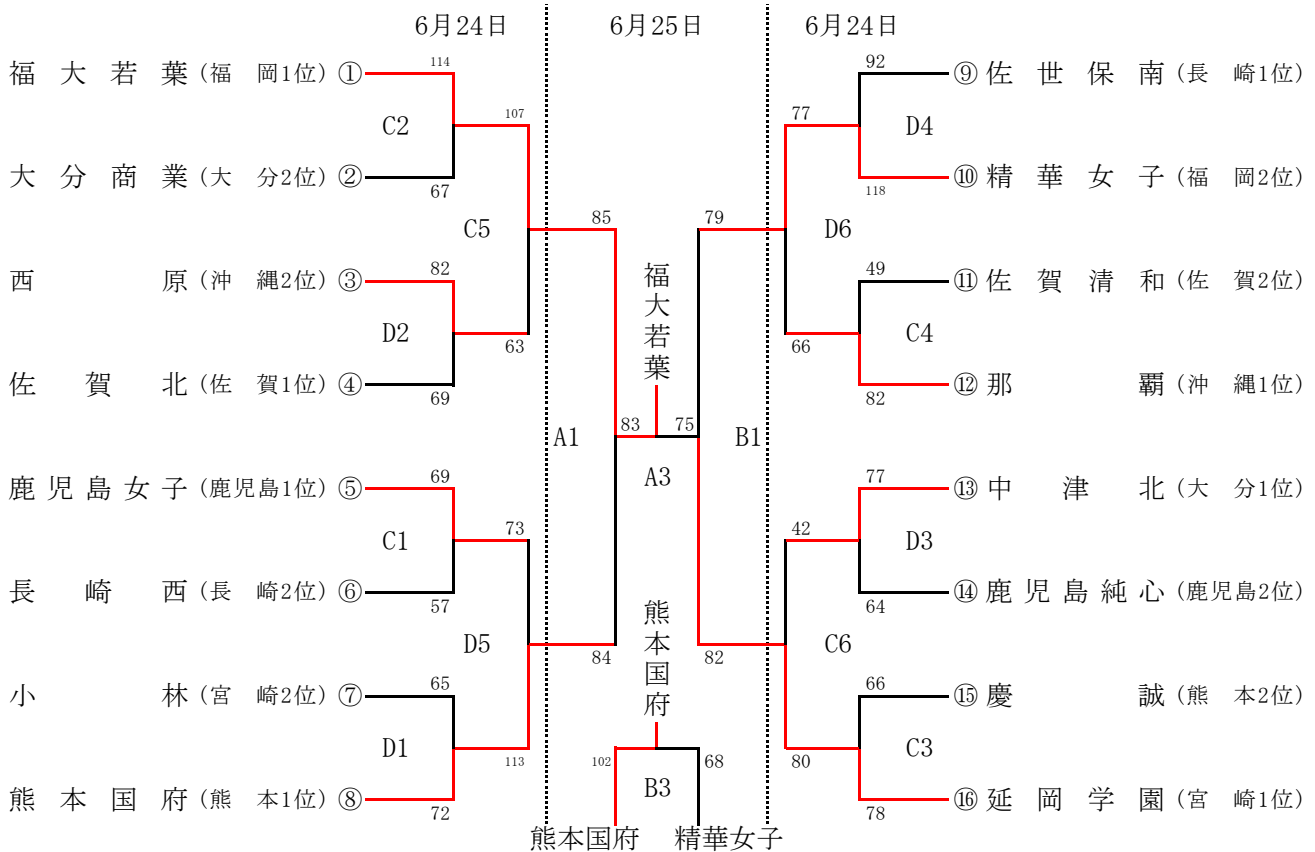 6月24日 6月25日 6月24日
福大若葉(福 岡1位)① 114 92 ⑨佐世保南(長 崎1位)
C2 107 77 D4
大分商業(大 分2位)② 67 118 ⑩精華女子(福 岡2位)
C5 85 79 D6
西原(沖 縄2位)③ 82 49 ⑪佐賀清和(佐 賀2位)
福大若葉
D2 63 66 C4
佐賀北(佐 賀1位)④ 69 82 ⑫那覇(沖 縄1位)
A1 83 75 B1
A3
鹿児島女子(鹿児島1位)⑤ 69 77 ⑬中津北(大 分1位)
C1 73 42 D3
長崎西(長 崎2位)⑥ 57 64 ⑭鹿児島純心(鹿児島2位)
熊本国府
D5 84 82 C6
小林(宮 崎2位)⑦ 65 66 ⑮慶誠(熊 本2位)
D1 113 102 68 80 C3
B3
熊本国府(熊 本1位)⑧ 72 78 ⑯延岡学園(宮 崎1位)
熊本国府 精華女子